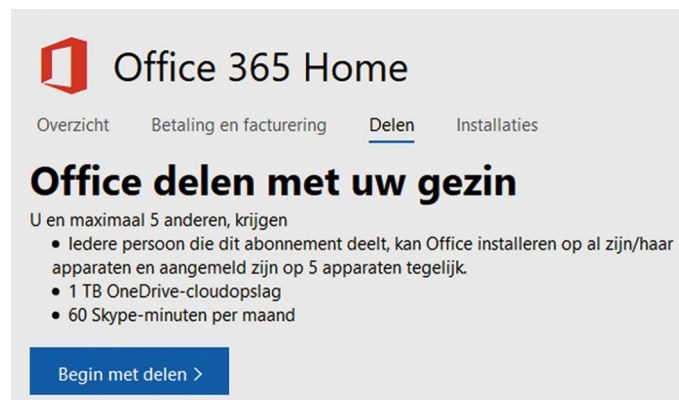 Office 365 Home
Overzicht Betaling en facturering Delen Installaties
Office delen met uw gezin
U en maximaal 5 anderen, krijgen
• Iedere persoon die dit abonnement deelt, kan Office installeren op al zijn/haar
apparaten en aangemeld zijn op 5 apparaten tegelijk.
• 1 TB OneDrive-cloudopslag
• 60 Skype-minuten per maand
Begin met delen >